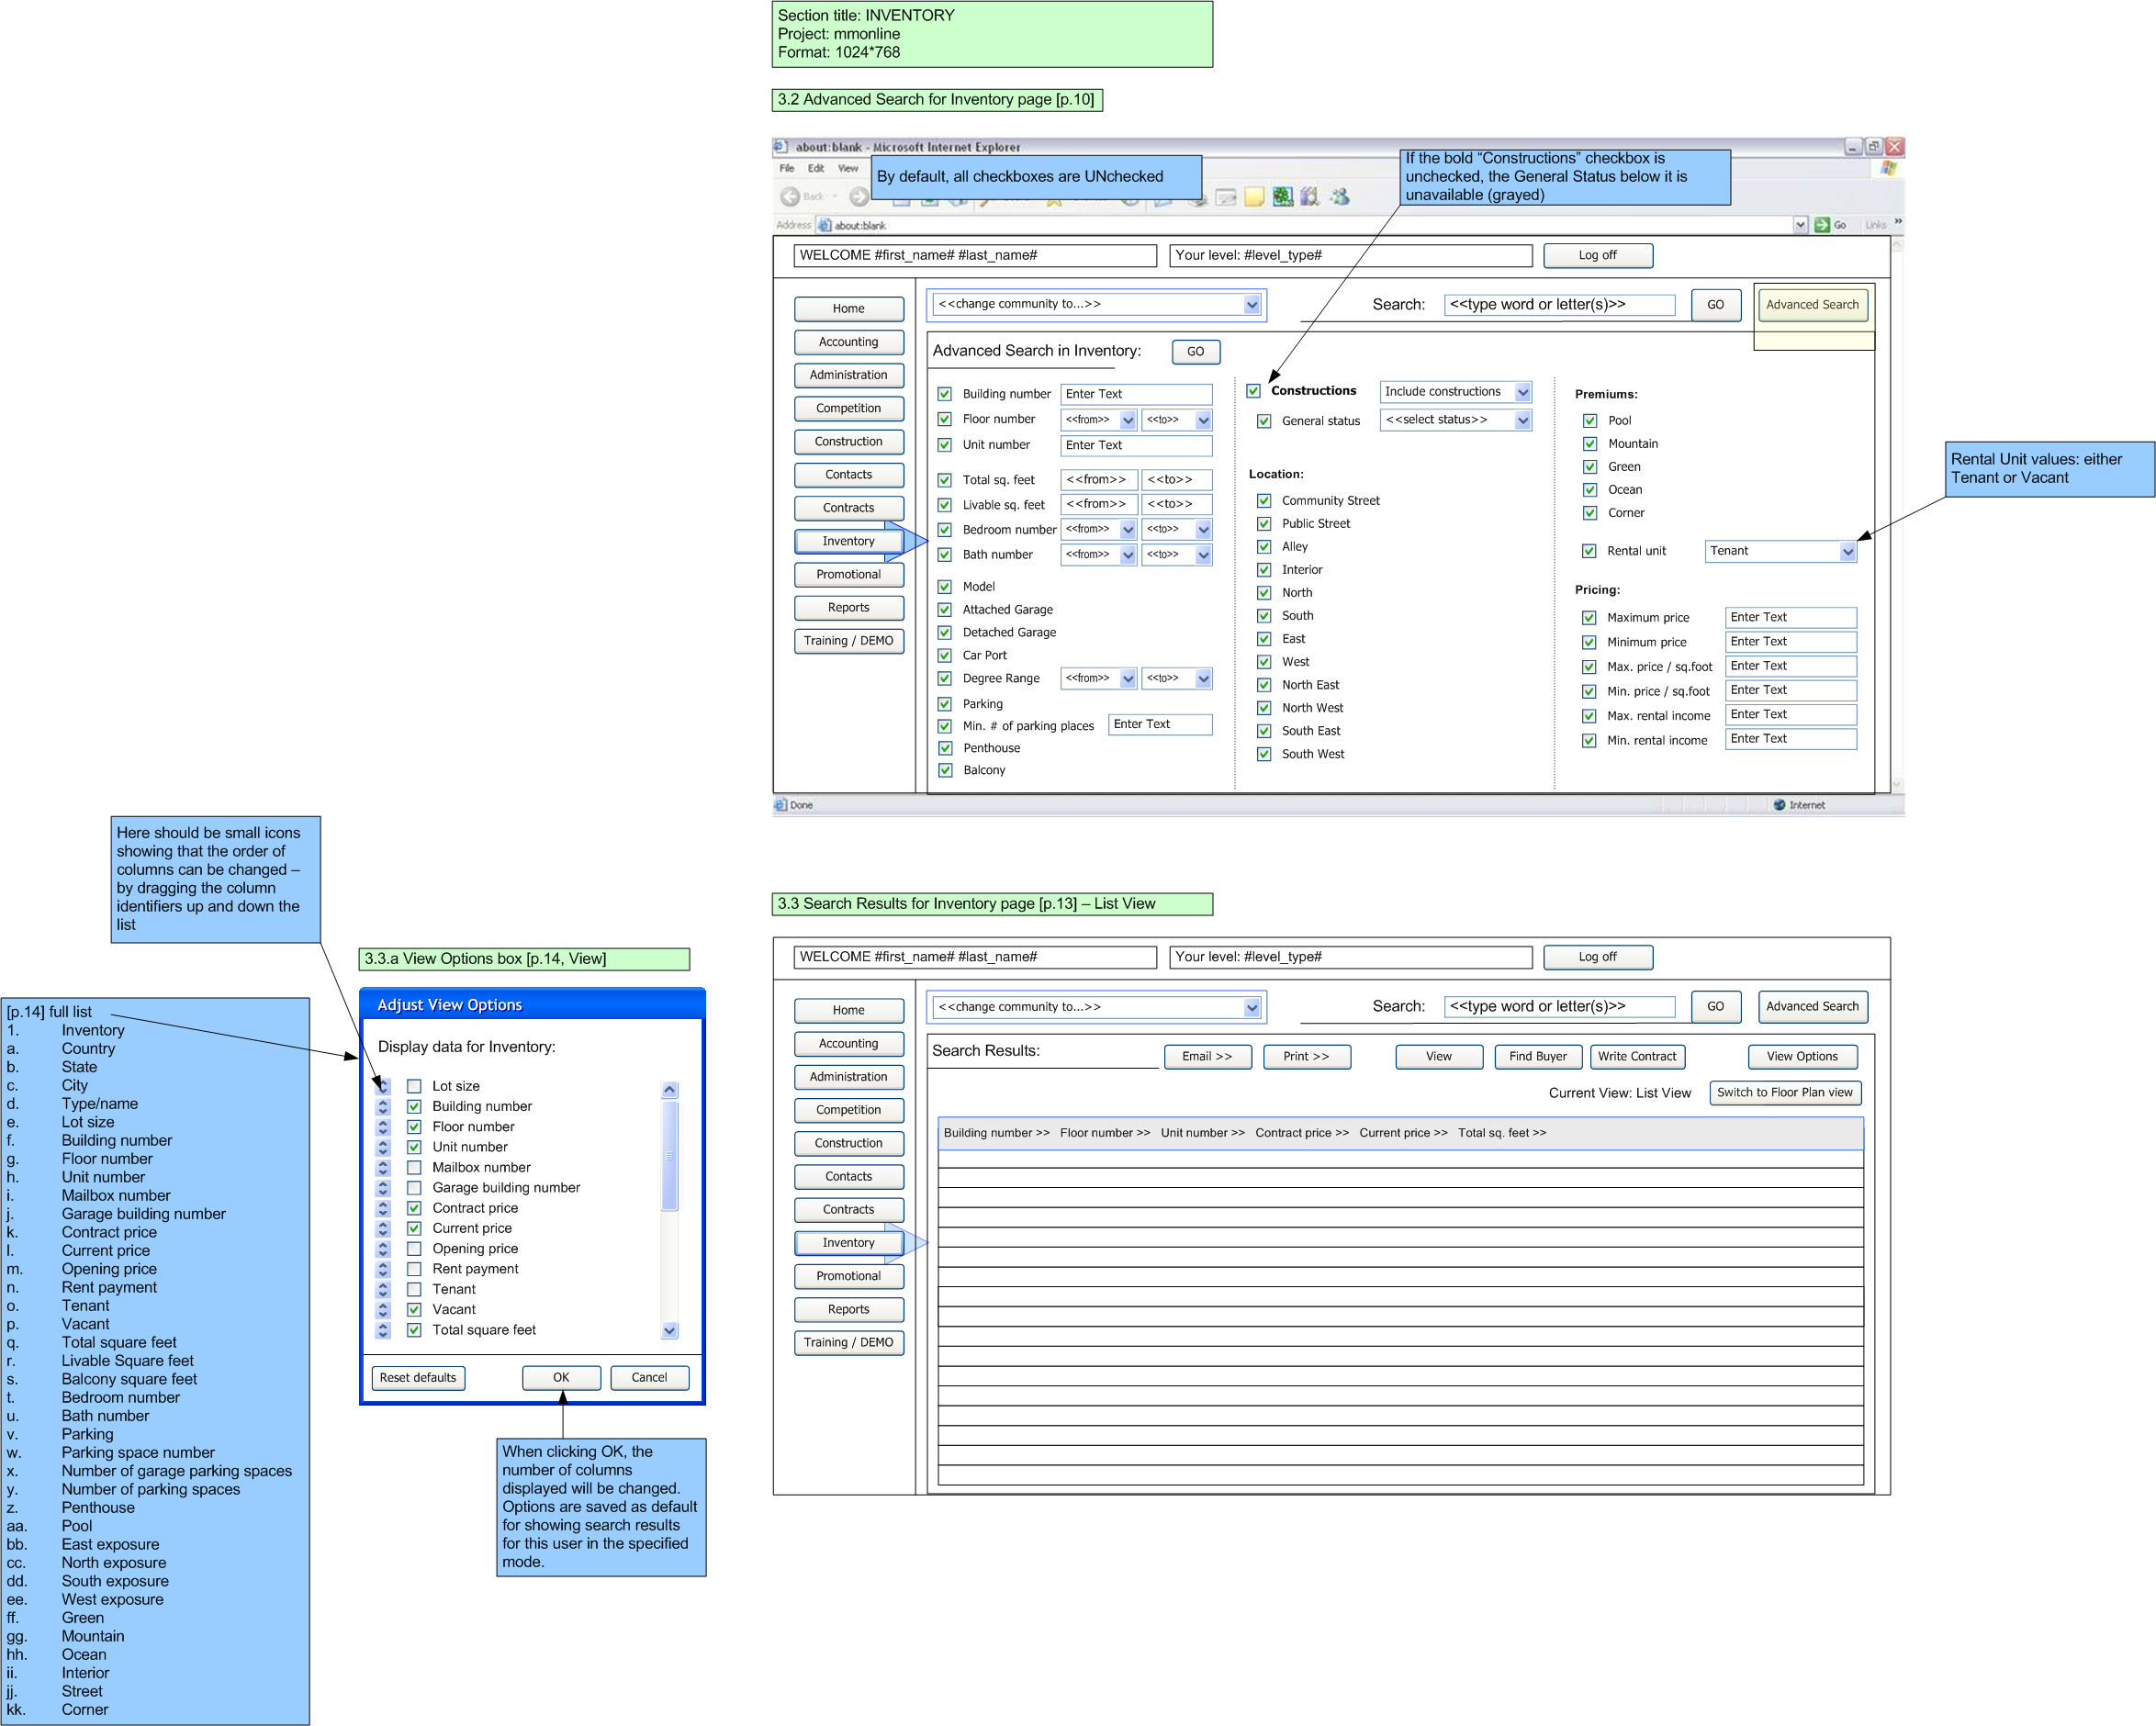 Section title: INVENTORY
Project: mmonline
Format: 1024*768
3.2 Advanced Search for Inventory page [p.10]
about:blank - Microsoft Internet Explorer
File Edit View
By default, all checkboxes are UNchecked
If the bold “Constructions” checkbox is
unchecked, the General Status below it is
unavailable (grayed)
Back
Address about:blank Go Links »
WELCOME #first_name# #last_name#
Your level: #level_type#
Log off
Home
Accounting
Administration
Competition
Construction
Contacts
Contracts
Inventory
Promotional
Reports
Training / DEMO
<<change community to...>>
Search: <<type word or letter(s)>> GO Advanced Search
Advanced Search in Inventory: GO
Building number Enter Text
Floor number <<from>> <<to>>
Unit number Enter Text
Total sq. feet <<from>> <<to>>
Livable sq. feet <<from>> <<to>>
Bedroom number <<from>> <<to>>
Bath number <<from>> <<to>>
Model
Attached Garage
Detached Garage
Car Port
Degree Range <<from>> <<to>>
Parking
Min. # of parking places Enter Text
Penthouse
Balcony
Constructions Include constructions
General status <<select status>>
Location:
Community Street
Public Street
Alley
Interior
North
South
East
West
North East
North West
South East
South West
Premiums:
Pool
Mountain
Green
Ocean
Corner
Rental unit Tenant
Pricing:
Maximum price Enter Text
Minimum price Enter Text
Max. price / sq.foot Enter Text
Min. price / sq.foot Enter Text
Max. rental income Enter Text
Min. rental income Enter Text
Rental Unit values: either
Tenant or Vacant
Done Internet
Here should be small icons
showing that the order of
columns can be changed –
by dragging the column
identifiers up and down the
list
3.3.a View Options box [p.14, View]
[p.14] full list
1. Inventory
a. Country
b. State
c. City
d. Type/name
e. Lot size
f. Building number
g. Floor number
h. Unit number
i. Mailbox number
j. Garage building number
k. Contract price
l. Current price
m. Opening price
n. Rent payment
o. Tenant
p. Vacant
q. Total square feet
r. Livable Square feet
s. Balcony square feet
t. Bedroom number
u. Bath number
v. Parking
w. Parking space number
x. Number of garage parking spaces
y. Number of parking spaces
z. Penthouse
aa. Pool
bb. East exposure
cc. North exposure
dd. South exposure
ee. West exposure
ff. Green
gg. Mountain
hh. Ocean
ii. Interior
jj. Street
kk. Corner
Adjust View Options
Display data for Inventory:
Lot size
Building number
Floor number
Unit number
Mailbox number
Garage building number
Contract price
Current price
Opening price
Rent payment
Tenant
Vacant
Total square feet
Reset defaults OK Cancel
When clicking OK, the
number of columns
displayed will be changed.
Options are saved as default
for showing search results
for this user in the specified
mode.
3.3 Search Results for Inventory page [p.13] – List View
WELCOME #first_name# #last_name#
Your level: #level_type#
Log off
Home
Accounting
Administration
Competition
Construction
Contacts
Contracts
Inventory
Promotional
Reports
Training / DEMO
<<change community to...>>
Search: <<type word or letter(s)>> GO Advanced Search
Search Results: Email >> Print >> View Find Buyer Write Contract View Options
Current View: List View Switch to Floor Plan view
Building number >> Floor number >> Unit number >> Contract price >> Current price >> Total sq. feet >>